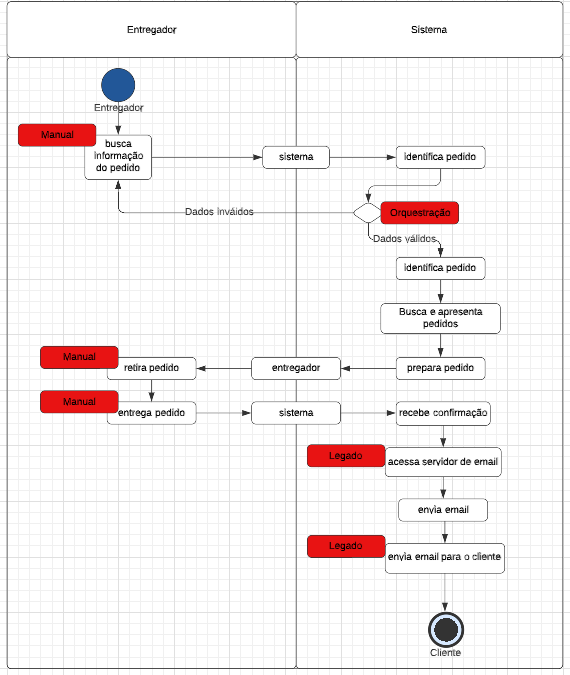 Entregador
Sistema
Entregador
Manual
busca
informação
do pedido
sistema
identifica pedido
Dados inváidos
Orquestração
Dados válidos
identifica pedido
Busca e apresenta
pedidos
Manual
retira pedido
entregador
prepara pedido
Manual
entrega pedido
sistema
recebe confirmação
Legado
acessa servidor de email
envia email
Legado
envia email para o cliente
Cliente